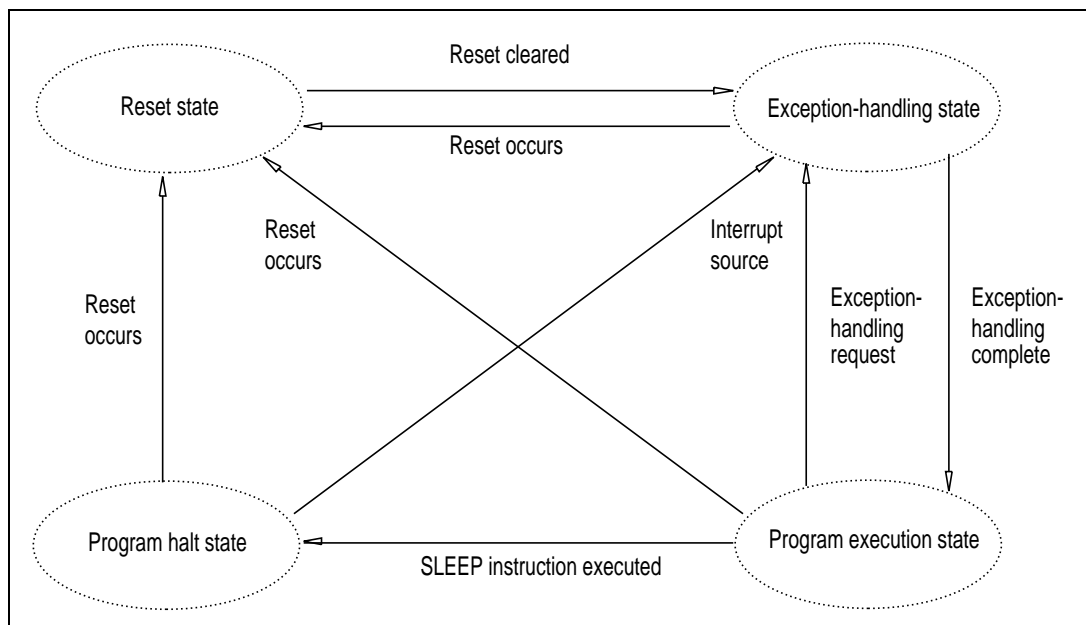 Reset cleared
Reset state
Exception-handling state
Reset occurs
Reset
occurs
Interrupt
source
Reset
occurs
Exception-
handling
request
Exception-
handling
complete
Program halt state
Program execution state
SLEEP instruction executed